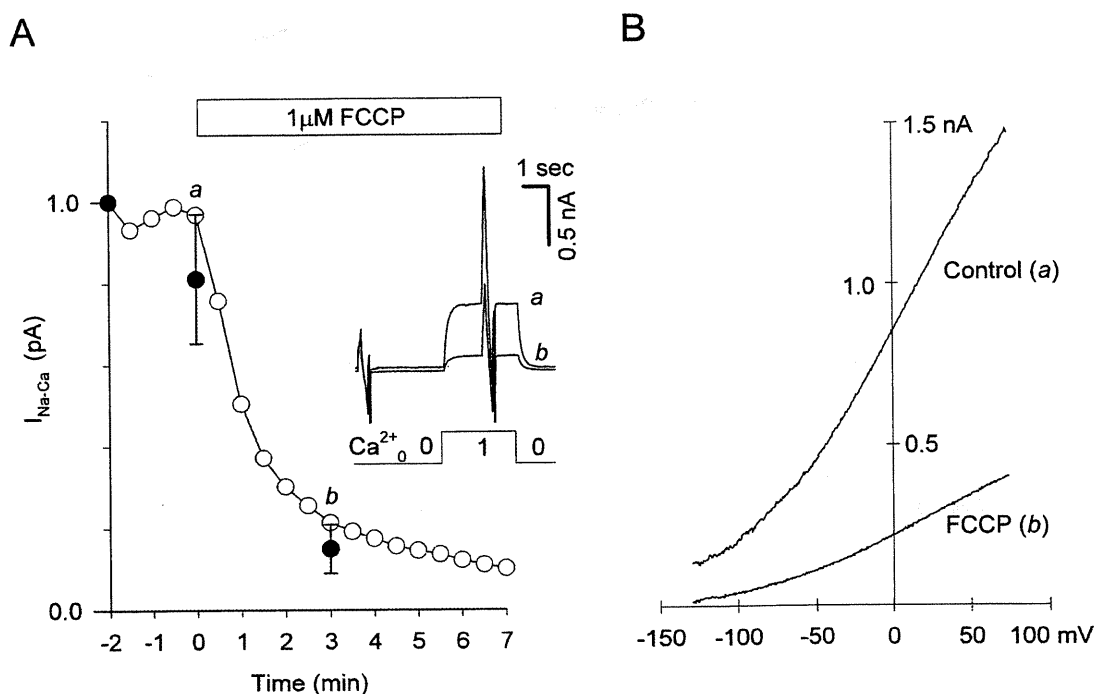 A
1μM FCCP
1.0
a
1 sec
0.5 nA
a
b
Ca2+0 0 1 0
b
I Na-Ca (pA)
0.0
-2 -1 0 1 2 3 4 5 6 7
Time (min)
B
1.5 nA
1.0
Control (a)
0.5
FCCP (b)
-150 -100 -50 0 50 100 mV